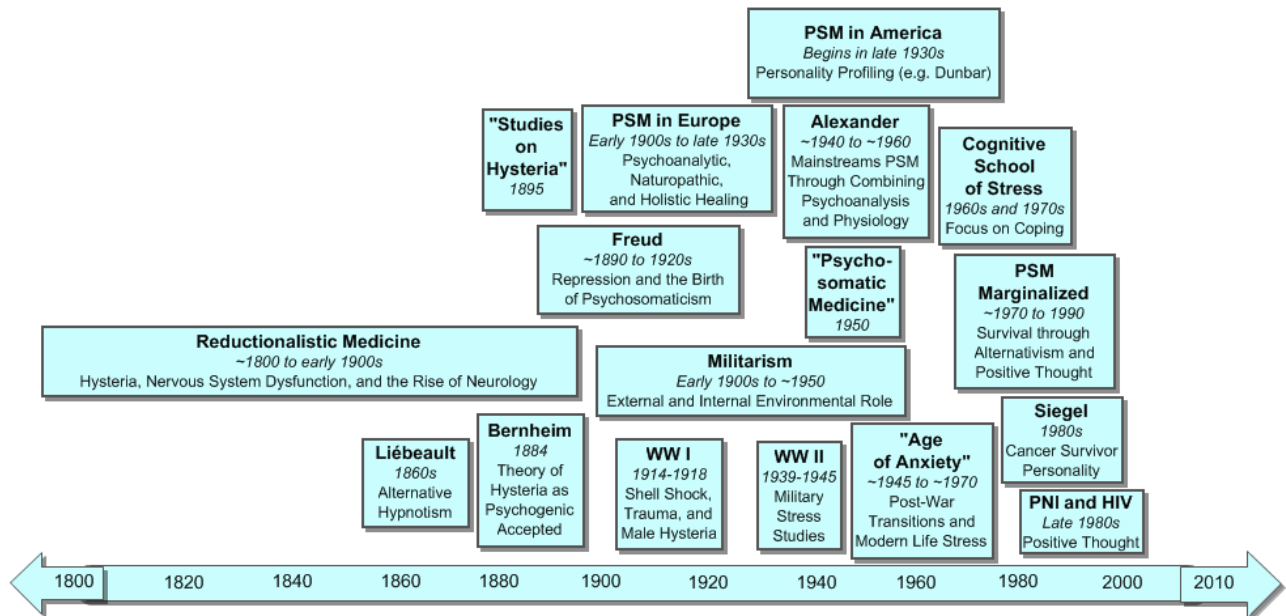 PSM in America
Begins in late 1930s
Personality Profiling (e.g. Dunbar)
"Studies
on
Hysteria"
1895
PSM in Europe
Early 1900s to late 1930s
Psychoanalytic,
Naturopathic,
and Holistic Healing
Alexander
~1940 to ~1960
Mainstreams PSM
Through Combining
Psychoanalysis
and Physiology
Cognitive
School
of Stress
1960s and 1970s
Focus on Coping
Freud
~1890 to 1920s
Repression and the Birth
of Psychosomaticism
"Psycho-
somatic
Medicine"
1950
PSM
Marginalized
~1970 to 1990
Survival through
Alternativism and
Positive Thought
Reductionalistic Medicine
~1800 to early 1900s
Hysteria, Nervous System Dysfunction, and the Rise of Neurology
Militarism
Early 1900s to ~1950
External and Internal Environmental Role
Liébeault
1860s
Alternative
Hypnotism
Bernheim
1884
Theory of
Hysteria as
Psychogenic
Accepted
WW I
1914-1918
Shell Shock,
Trauma, and
Male Hysteria
WW II
1939-1945
Military
Stress
Studies
"Age
of Anxiety"
~1945 to ~1970
Post-War
Transitions and
Modern Life Stress
Siegel
1980s
Cancer Survivor
Personality
PNI and HIV
Late 1980s
Positive Thought
1800 1820 1840 1860 1880 1900 1920 1940 1960 1980 2000 2010